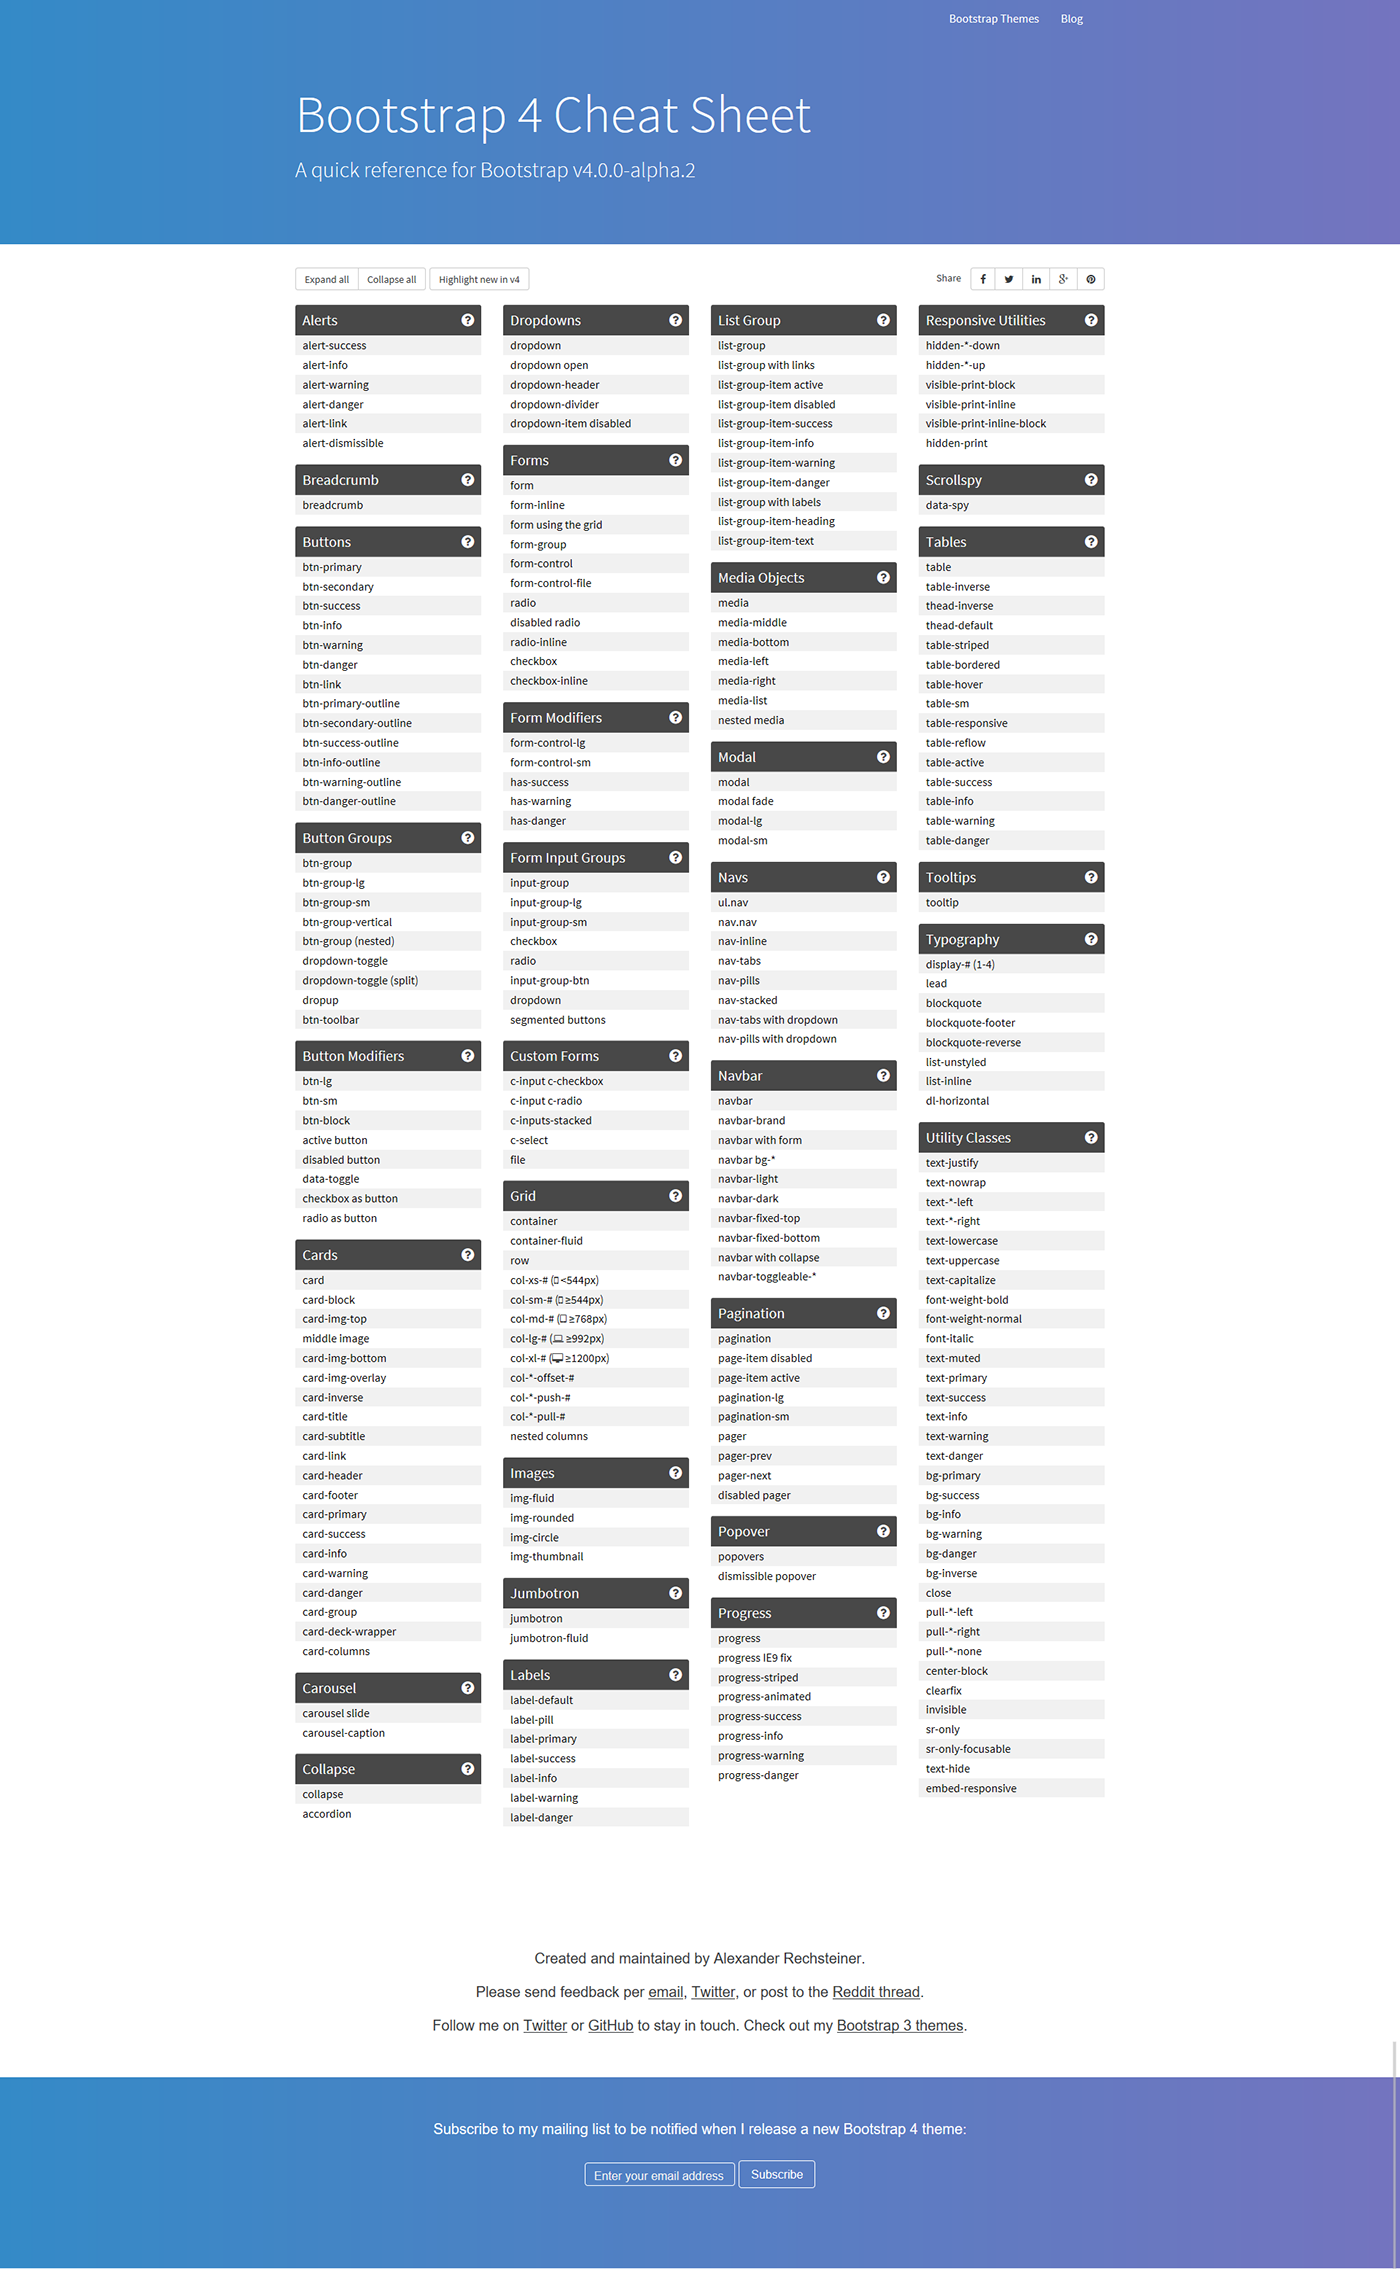 Bootstrap Themes Blog
Bootstrap 4 Cheat Sheet
A quick reference for Bootstrap v4.0.0-alpha.2
Expand all Collapse all Highlight new in v4
Share
Alerts
alert-success
alert-info
alert-warning
alert-danger
alert-link
alert-dismissible
Breadcrumb
breadcrumb
Buttons
btn-primary
btn-secondary
btn-success
btn-info
btn-warning
btn-danger
btn-link
btn-primary-outline
btn-secondary-outline
btn-success-outline
btn-info-outline
btn-warning-outline
btn-danger-outline
Button Groups
btn-group
btn-group-lg
btn-group-sm
btn-group-vertical
btn-group (nested)
dropdown-toggle
dropdown-toggle (split)
dropup
btn-toolbar
Button Modifiers
btn-lg
btn-sm
btn-block
active button
disabled button
data-toggle
checkbox as button
radio as button
Cards
card
card-block
card-img-top
middle image
card-img-bottom
card-img-overlay
card-inverse
card-title
card-subtitle
card-link
card-header
card-footer
card-primary
card-success
card-info
card-warning
card-danger
card-group
card-deck-wrapper
card-columns
Carousel
carousel slide
carousel-caption
Collapse
collapse
accordion
Dropdowns
dropdown
dropdown open
dropdown-header
dropdown-divider
dropdown-item disabled
Forms
form
form-inline
form using the grid
form-group
form-control
form-control-file
radio
disabled radio
radio-inline
checkbox
checkbox-inline
Form Modifiers
form-control-lg
form-control-sm
has-success
has-warning
has-danger
Form Input Groups
input-group
input-group-lg
input-group-sm
checkbox
radio
input-group-btn
dropdown
segmented buttons
Custom Forms
c-input c-checkbox
c-input c-radio
c-inputs-stacked
c-select
file
Grid
container
container-fluid
row
col-xs-# (<544px)
col-sm-# (≥544px)
col-md-# (≥768px)
col-lg-# (≥992px)
col-xl-# (≥1200px)
col-*-offset-#
col-*-push-#
col-*-pull-#
nested columns
Images
img-fluid
img-rounded
img-circle
img-thumbnail
Jumbotron
jumbotron
jumbotron-fluid
Labels
label-default
label-pill
label-primary
label-success
label-info
label-warning
label-danger
List Group
list-group
list-group with links
list-group-item active
list-group-item disabled
list-group-item-success
list-group-item-info
list-group-item-warning
list-group-item-danger
list-group with labels
list-group-item-heading
list-group-item-text
Media Objects
media
media-middle
media-bottom
media-left
media-right
media-list
nested media
Modal
modal
modal fade
modal-lg
modal-sm
Navs
ul.nav
nav.nav
nav-inline
nav-tabs
nav-pills
nav-stacked
nav-tabs with dropdown
nav-pills with dropdown
Navbar
navbar
navbar-brand
navbar with form
navbar bg-*
navbar-light
navbar-dark
navbar-fixed-top
navbar-fixed-bottom
navbar with collapse
navbar-toggleable-*
Pagination
pagination
page-item disabled
page-item active
pagination-lg
pagination-sm
pager
pager-prev
pager-next
disabled pager
Popover
popovers
dismissible popover
Progress
progress
progress IE9 fix
progress-striped
progress-animated
progress-success
progress-info
progress-warning
progress-danger
Responsive Utilities
hidden-*-down
hidden-*-up
visible-print-block
visible-print-inline
visible-print-inline-block
hidden-print
Scrollspy
data-spy
Tables
table
table-inverse
thead-inverse
thead-default
table-striped
table-bordered
table-hover
table-sm
table-responsive
table-reflow
table-active
table-success
table-info
table-warning
table-danger
Tooltips
tooltip
Typography
display-# (1-4)
lead
blockquote
blockquote-footer
blockquote-reverse
list-unstyled
list-inline
dl-horizontal
Utility Classes
text-justify
text-nowrap
text-*-left
text-*-right
text-lowercase
text-uppercase
text-capitalize
font-weight-bold
font-weight-normal
font-italic
text-muted
text-primary
text-success
text-info
text-warning
text-danger
bg-primary
bg-success
bg-info
bg-warning
bg-danger
bg-inverse
close
pull-*-left
pull-*-right
pull-*-none
center-block
clearfix
invisible
sr-only
sr-only-focusable
text-hide
embed-responsive
Created and maintained by Alexander Rechsteiner.
Please send feedback per email, Twitter, or post to the Reddit thread.
Follow me on Twitter or GitHub to stay in touch. Check out my Bootstrap 3 themes.
Subscribe to my mailing list to be notified when I release a new Bootstrap 4 theme:
Enter your email address Subscribe